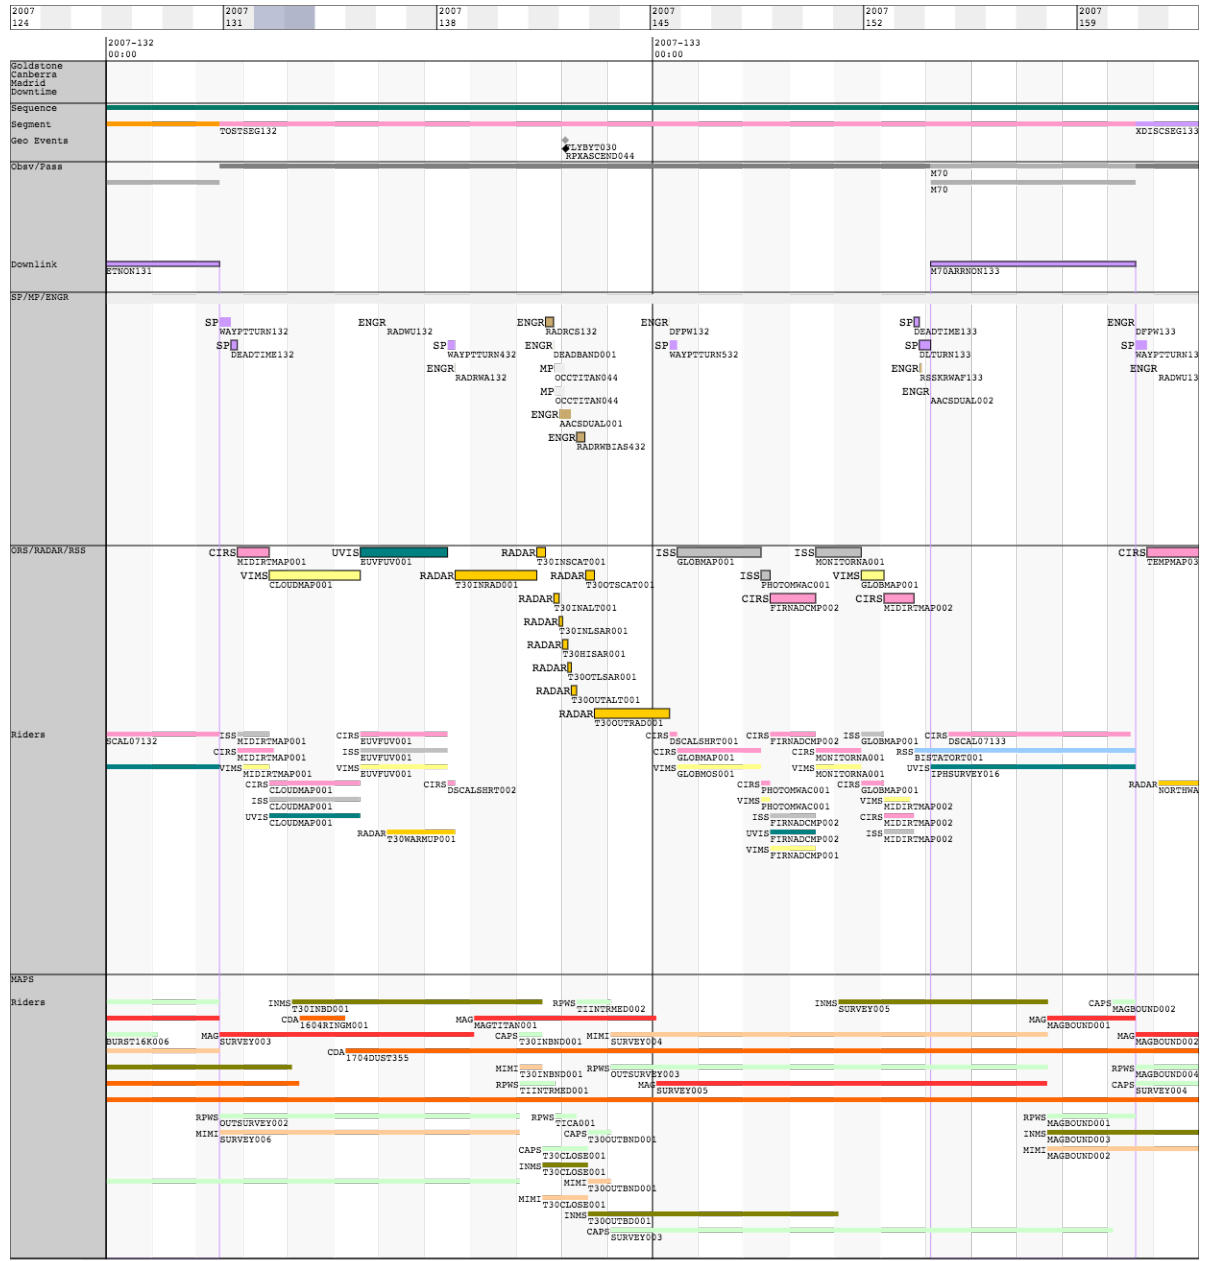 2007 2007 2007 2007 2007 2007
124 131 138 145 152 159
2007-132 2007-133
00:00 00:00
Goldstone
Canberra
Madrid
Downtime
Sequence
Segment
TOSTSEG132 XDISCSEG133
Geo Events
FLYBYT030
RPXASCEND044
Obsv/Pass
M70
M70
Downlink
ETNON131 M70ARRNON133
SP/MP/ENGR
SP ENGR ENGR ENGR SP ENGR
WAYPTTURN132 RADWU132 RADRCS132 DFPW132 DEADTIME133 DFPW133
SP SP ENGR SP SP SP
DEADTIME132 WAYPTTURN432 DEADBAND001 WAYPTTURN532 DLTURN133 WAYPTTURN13
ENGR MP ENGR ENGR
RADRWA132 OCCTITAN044 RSSKRWAF133 RADWU13
MP ENGR
OCCTITAN044 AACSDUAL002
ENGR
AACSDUAL001
ENGR
RADRWBIAS432
ORS/RADAR/RSS
CIRS UVIS RADAR ISS ISS CIRS
MIDIRTMAP001 EUVFUV001 T30INSCAT001 GLOBMAP001 MONITORNA001 TEMPMAP03
VIMS RADAR RADAR ISS VIMS
CLOUDMAP001 T30INRAD001 T30OTSCAT001 PHOTOMWAC001 GLOBMAP001
RADAR CIRS CIRS
T30INALT001 FIRNADCMP002 MIDIRTMAP002
RADAR
T30INLSAR001
RADAR
T30HISAR001
RADAR
T30OTLSAR001
RADAR
T30OUTALT001
RADAR
T30OUTRAD001
Riders
ISS CIRS CIRS CIRS ISS CIRS
SCAL07132 MIDIRTMAP001 EUVFUV001 DSCALSHRT001 FIRNADCMP002 GLOBMAP001 DSCAL07133
CIRS ISS CIRS CIRS RSS
MIDIRTMAP001 EUVFUV001 GLOBMAP001 MONITORNA001 BISTATORT001
VIMS VIMS VIMS VIMS UVIS
MIDIRTMAP001 EUVFUV001 GLOBMOS001 MONITORNA001 IPHSURVEY016
CIRS CIRS CIRS CIRS RADAR
CLOUDMAP001 DSCALSHRT002 PHOTOMWAC001 GLOBMAP001 NORTHWA
ISS VIMS VIMS
CLOUDMAP001 PHOTOMWAC001 MIDIRTMAP002
UVIS ISS CIRS
CLOUDMAP001 FIRNADCMP002 MIDIRTMAP002
RADAR UVIS ISS
T30WARMUP001 FIRNADCMP002 MIDIRTMAP002
VIMS
FIRNADCMP001
MAPS
Riders
INMS RPWS INMS CAPS
T30INBD001 TIINTRMED002 SURVEY005 MAGBOUND002
CDA MAG MAG
1604RINGM001 MAGTITAN001 MAGBOUND001
MAG CAPS MIMI MAG
BURST16K006 SURVEY003 T30INBND001 SURVEY004 MAGBOUND002
CDA
1704DUST355
MIMI RPWS RPWS
T30INBND001 OUTSURVEY003 MAGBOUND004
RPWS MAG CAPS
TIINTRMED001 SURVEY005 SURVEY004
RPWS RPWS RPWS
OUTSURVEY002 TICA001 MAGBOUND001
MIMI CAPS INMS
SURVEY006 T30OUTBND001 MAGBOUND003
CAPS MIMI
T30CLOSE001 MAGBOUND002
INMS
T30CLOSE001
MIMI
T30OUTBND001
MIMI
T30CLOSE001
INMS
T30OUTBD001
CAPS
SURVEY003